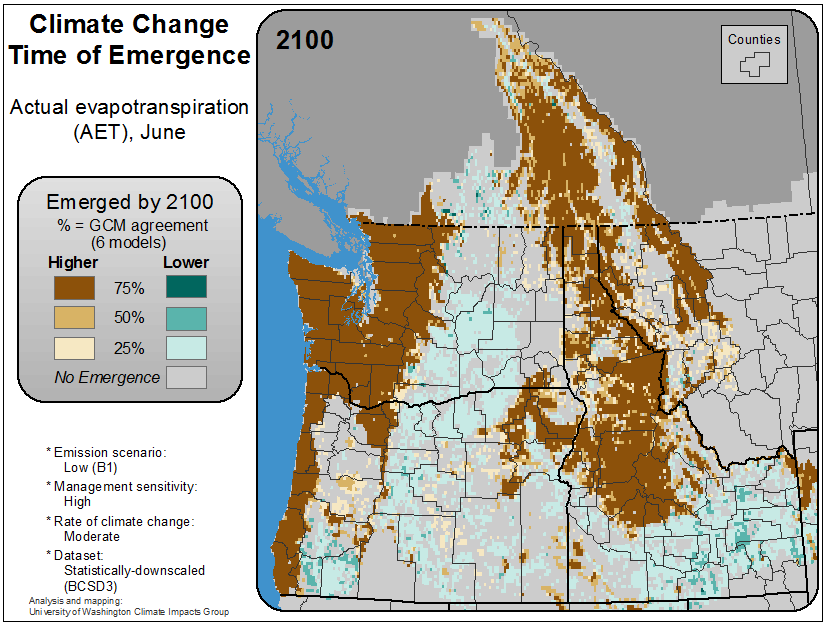 Climate Change
Time of Emergence
Actual evapotranspiration
(AET), June
Emerged by 2100
% = GCM agreement
(6 models)
Higher Lower
75%
50%
25%
No Emergence
* Emission scenario:
Low (B1)
* Management sensitivity:
High
* Rate of climate change:
Moderate
* Dataset:
Statistically-downscaled
(BCSD3)
Analysis and mapping:
University of Washington Climate Impacts Group
2100
Counties